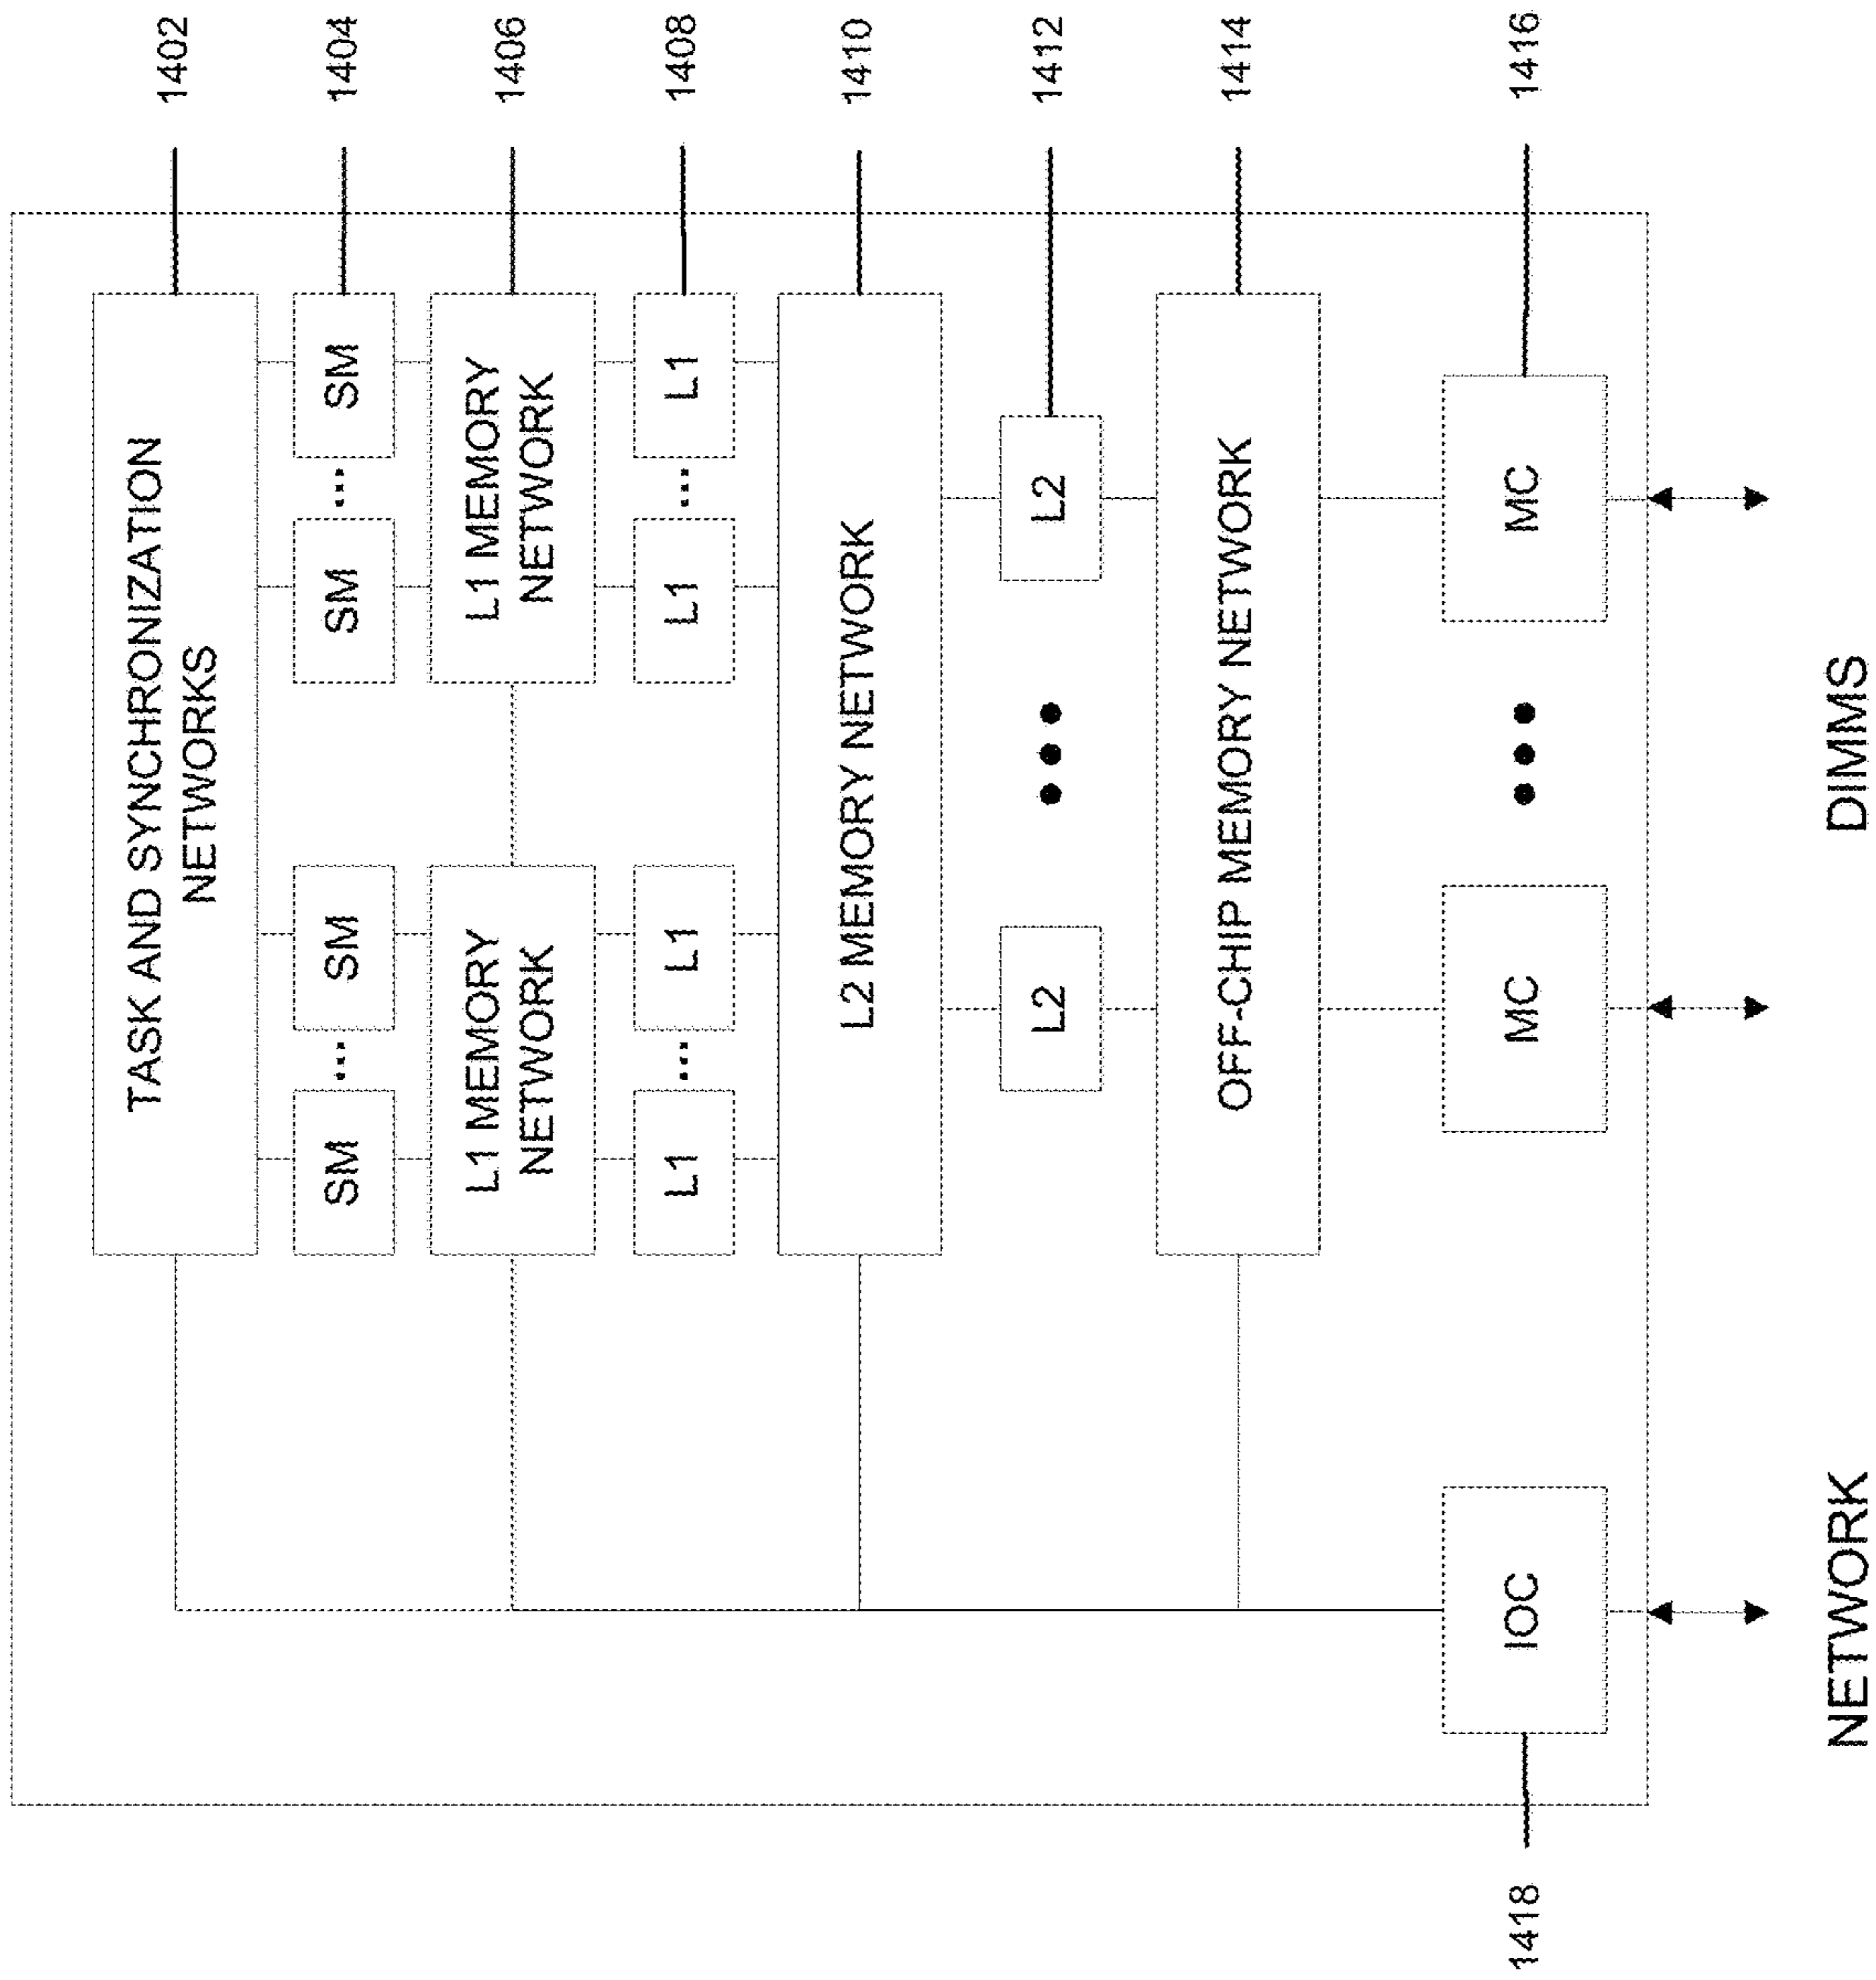 TASK AND SYNCHRONIZATION
NETWORKS
1402
SM
...
SM
SM
...
SM
1404
L1 MEMORY
NETWORK
L1 MEMORY
NETWORK
1406
L1
...
L1
L1
...
L1
1408
L2 MEMORY NETWORK
1410
L2
L2
1412
OFF-CHIP MEMORY NETWORK
1414
1418
IOC
MC
MC
1416
NETWORK
DIMMS